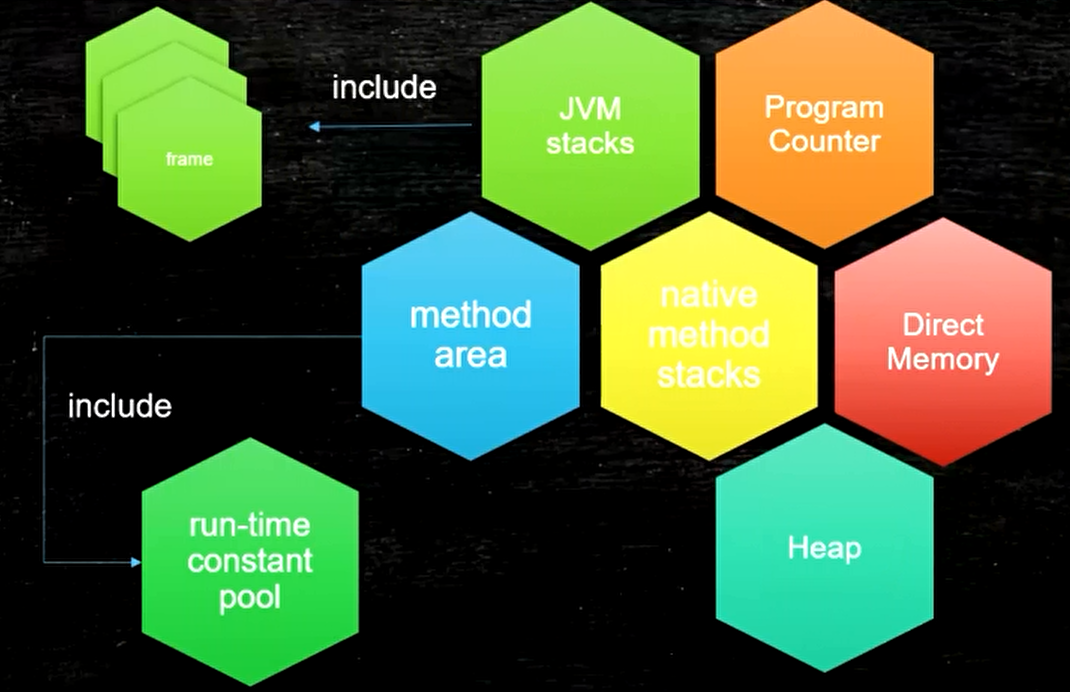 include
JVM
stacks
Program
Counter
frame
method
area
native
method
stacks
Direct
Memory
include
run-time
constant
pool
Heap